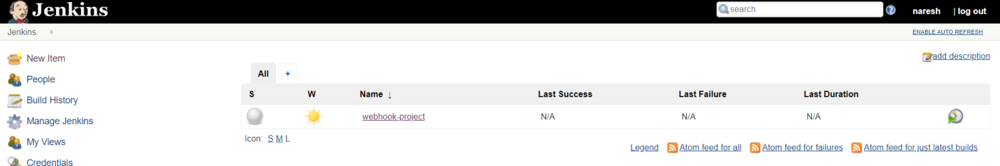 Jenkins
search
naresh | log out
Jenkins
ENABLE AUTO REFRESH
New Item
People
Build History
Manage Jenkins
My Views
Credentials
add description
All +
S W Name ↓ Last Success Last Failure Last Duration
webhook-project N/A N/A N/A
Icon: S M L
Legend Atom feed for all Atom feed for failures Atom feed for just latest builds